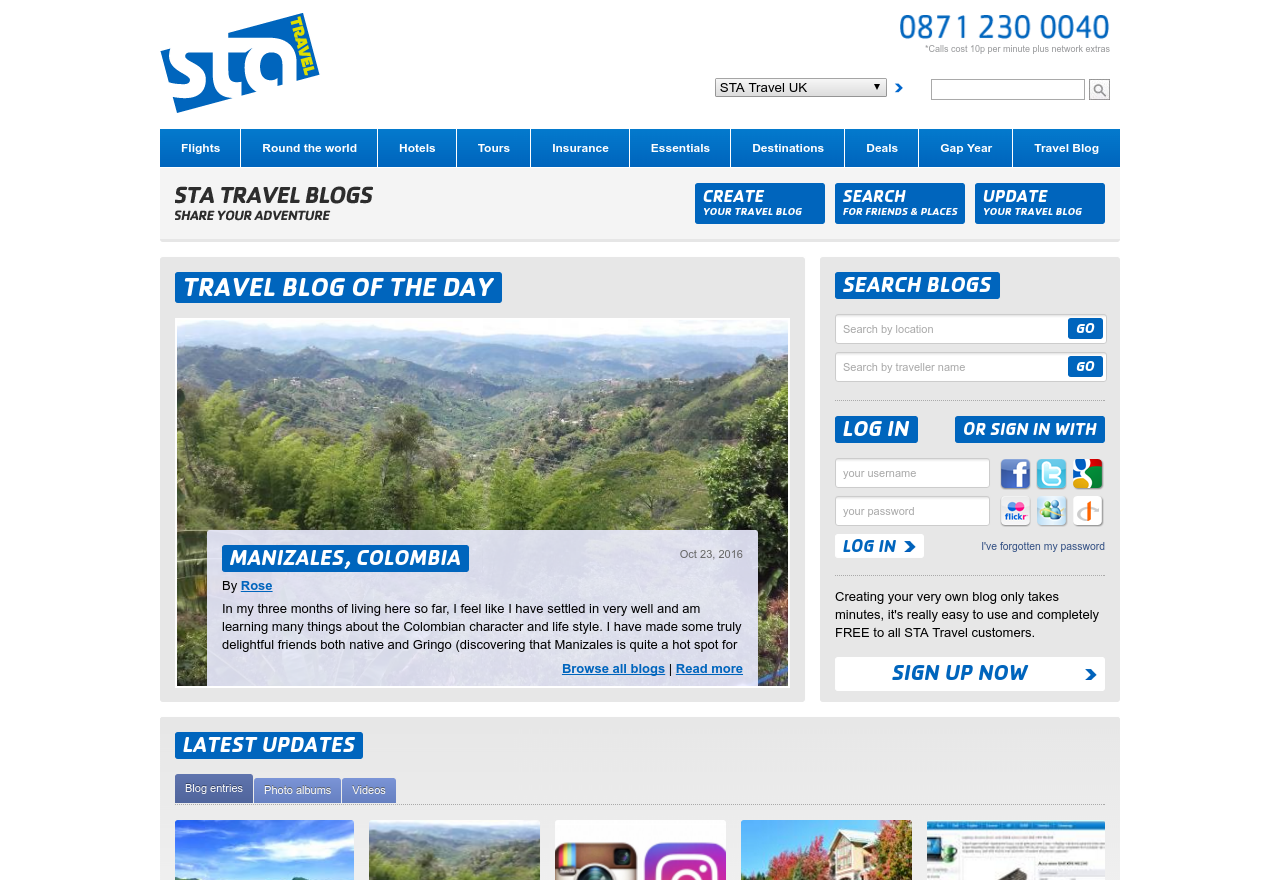 sta TRAVEL
0871 230 0040
*Calls cost 10p per minute plus network extras
STA Travel UK
Flights
Round the world
Hotels
Tours
Insurance
Essentials
Destinations
Deals
Gap Year
Travel Blog
STA TRAVEL BLOGS
SHARE YOUR ADVENTURE
CREATE
YOUR TRAVEL BLOG
SEARCH
FOR FRIENDS & PLACES
UPDATE
YOUR TRAVEL BLOG
TRAVEL BLOG OF THE DAY
MANIZALES, COLOMBIA
Oct 23, 2016
By Rose
In my three months of living here so far, I feel like I have settled in very well and am
learning many things about the Colombian character and life style. I have made some truly
delightful friends both native and Gringo (discovering that Manizales is quite a hot spot for
Browse all blogs | Read more
SEARCH BLOGS
Search by location
GO
Search by traveller name
GO
LOG IN
OR SIGN IN WITH
your username
your password
flickr
LOG IN
I've forgotten my password
Creating your very own blog only takes
minutes, it's really easy to use and completely
FREE to all STA Travel customers.
SIGN UP NOW
LATEST UPDATES
Blog entries
Photo albums
Videos